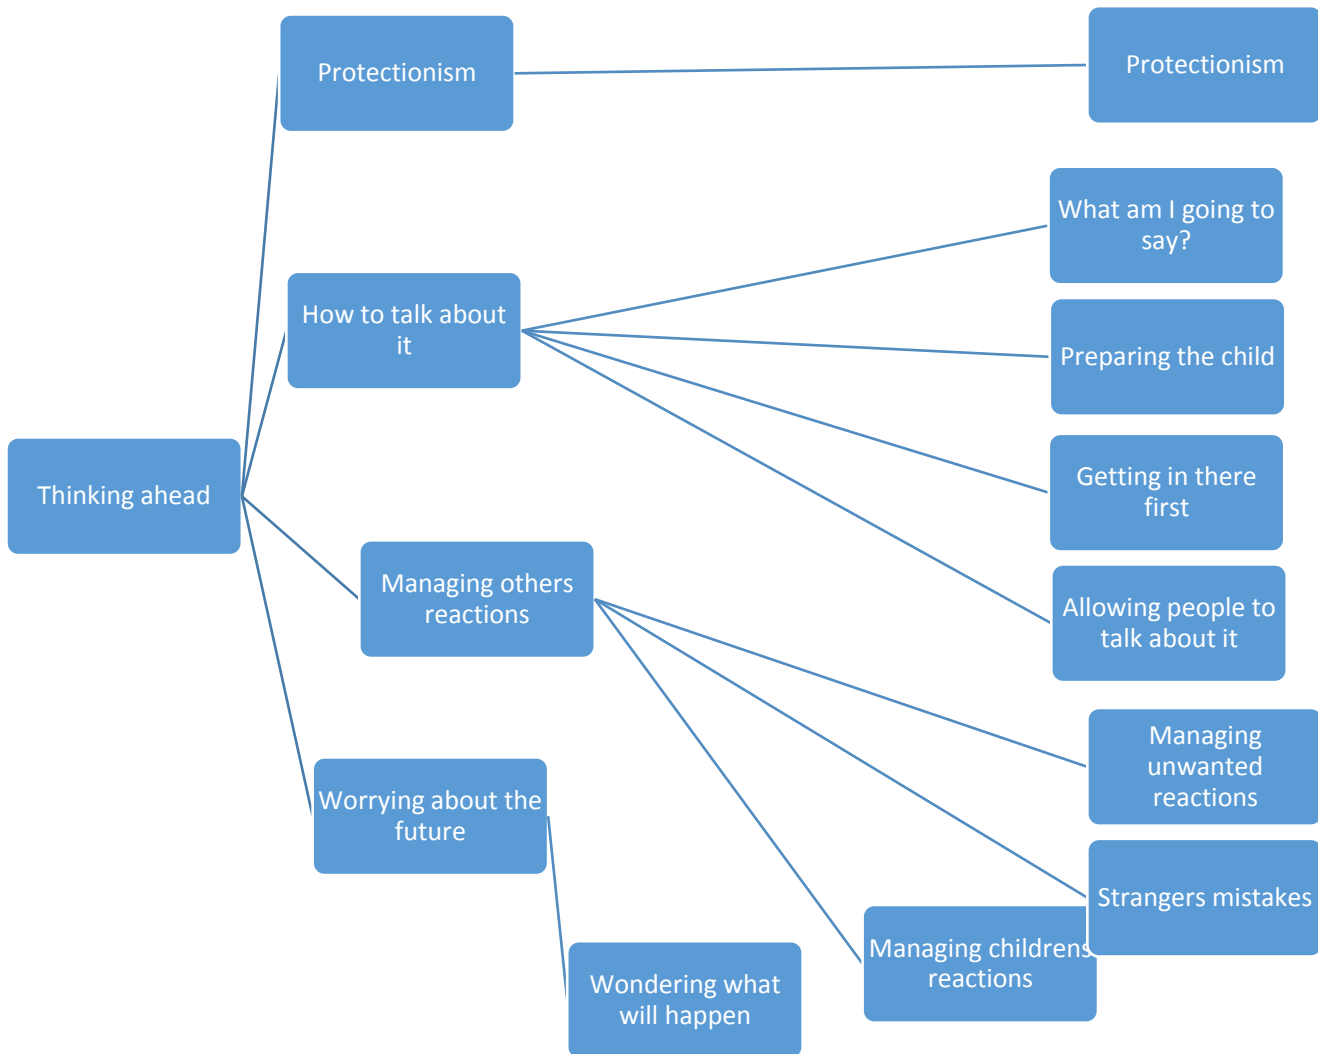 Protectionism
Protectionism
What am I going to
say?
How to talk about
it
Preparing the child
Getting in there
first
Thinking ahead
Managing others
reactions
Allowing people to
talk about it
Managing
unwanted
reactions
Worrying about the
future
Strangers mistakes
Managing childrens
reactions
Wondering what
will happen